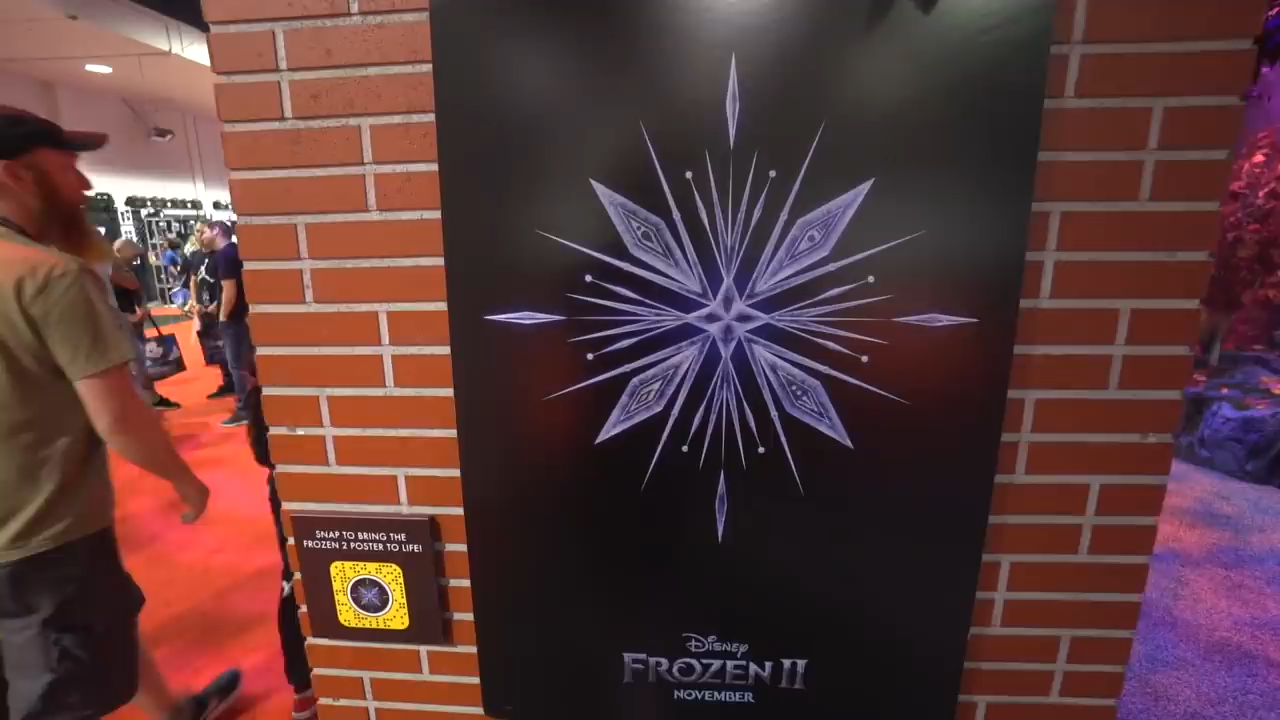 SNAP TO BRING THE
FROZEN 2 POSTER TO LIFE!
DISNEY
FROZEN II
NOVEMBER